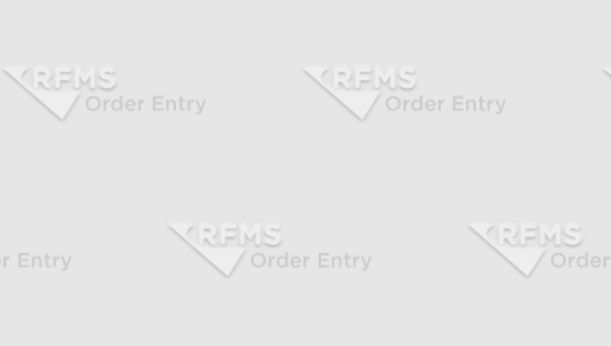 RFMS RFMS
Order Entry Order Entry
RFMS RFMS
r Entry Order Entry Order